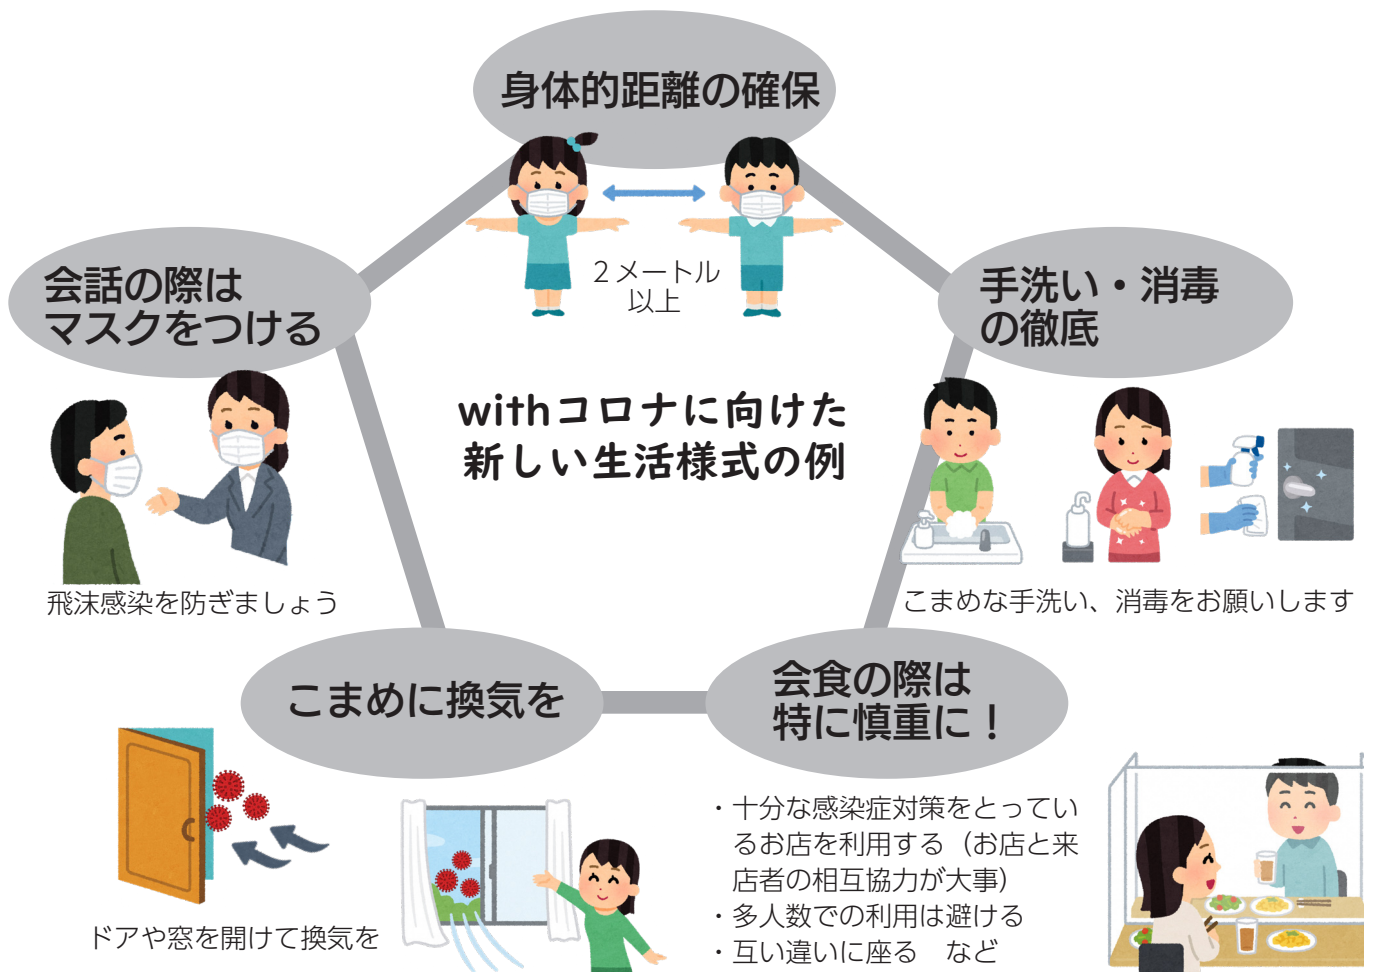 身体的距離の確保
2メートル
以上
会話の際は
マスクをつける
手洗い・消毒
の徹底
withコロナに向けた
新しい生活様式の例
飛沫感染を防ぎましょう
こまめな手洗い、消毒をお願いします
こまめに換気を
会食の際は
特に慎重に！
ドアや窓を開けて換気を
・十分な感染症対策をとってい
るお店を利用する（お店と来
店者の相互協力が大事）
・多人数での利用は避ける
・互い違いに座る　など